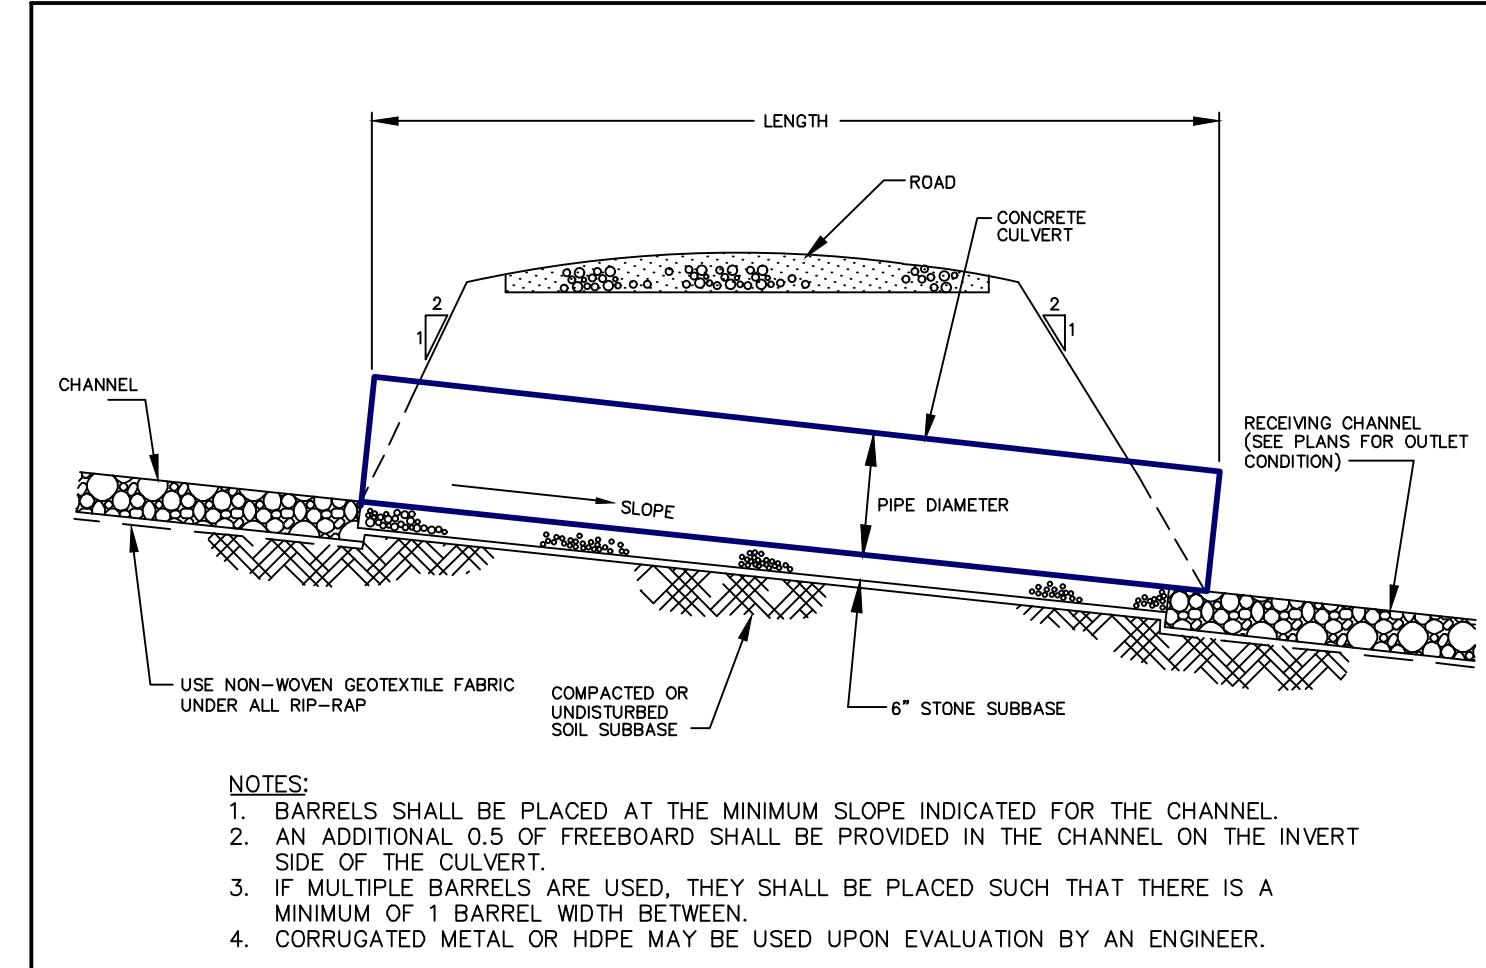 LENGTH
ROAD
CONCRETE
CULVERT
2
1
2
1
CHANNEL
RECEIVING CHANNEL
(SEE PLANS FOR OUTLET
CONDITION)
SLOPE
PIPE DIAMETER
USE NON-WOVEN GEOTEXTILE FABRIC
UNDER ALL RIP-RAP
COMPACTED OR
UNDISTURBED
SOIL SUBBASE
6" STONE SUBBASE
NOTES:
1. BARRELS SHALL BE PLACED AT THE MINIMUM SLOPE INDICATED FOR THE CHANNEL.
2. AN ADDITIONAL 0.5 OF FREEBOARD SHALL BE PROVIDED IN THE CHANNEL ON THE INVERT
SIDE OF THE CULVERT.
3. IF MULTIPLE BARRELS ARE USED, THEY SHALL BE PLACED SUCH THAT THERE IS A
MINIMUM OF 1 BARREL WIDTH BETWEEN.
4. CORRUGATED METAL OR HDPE MAY BE USED UPON EVALUATION BY AN ENGINEER.